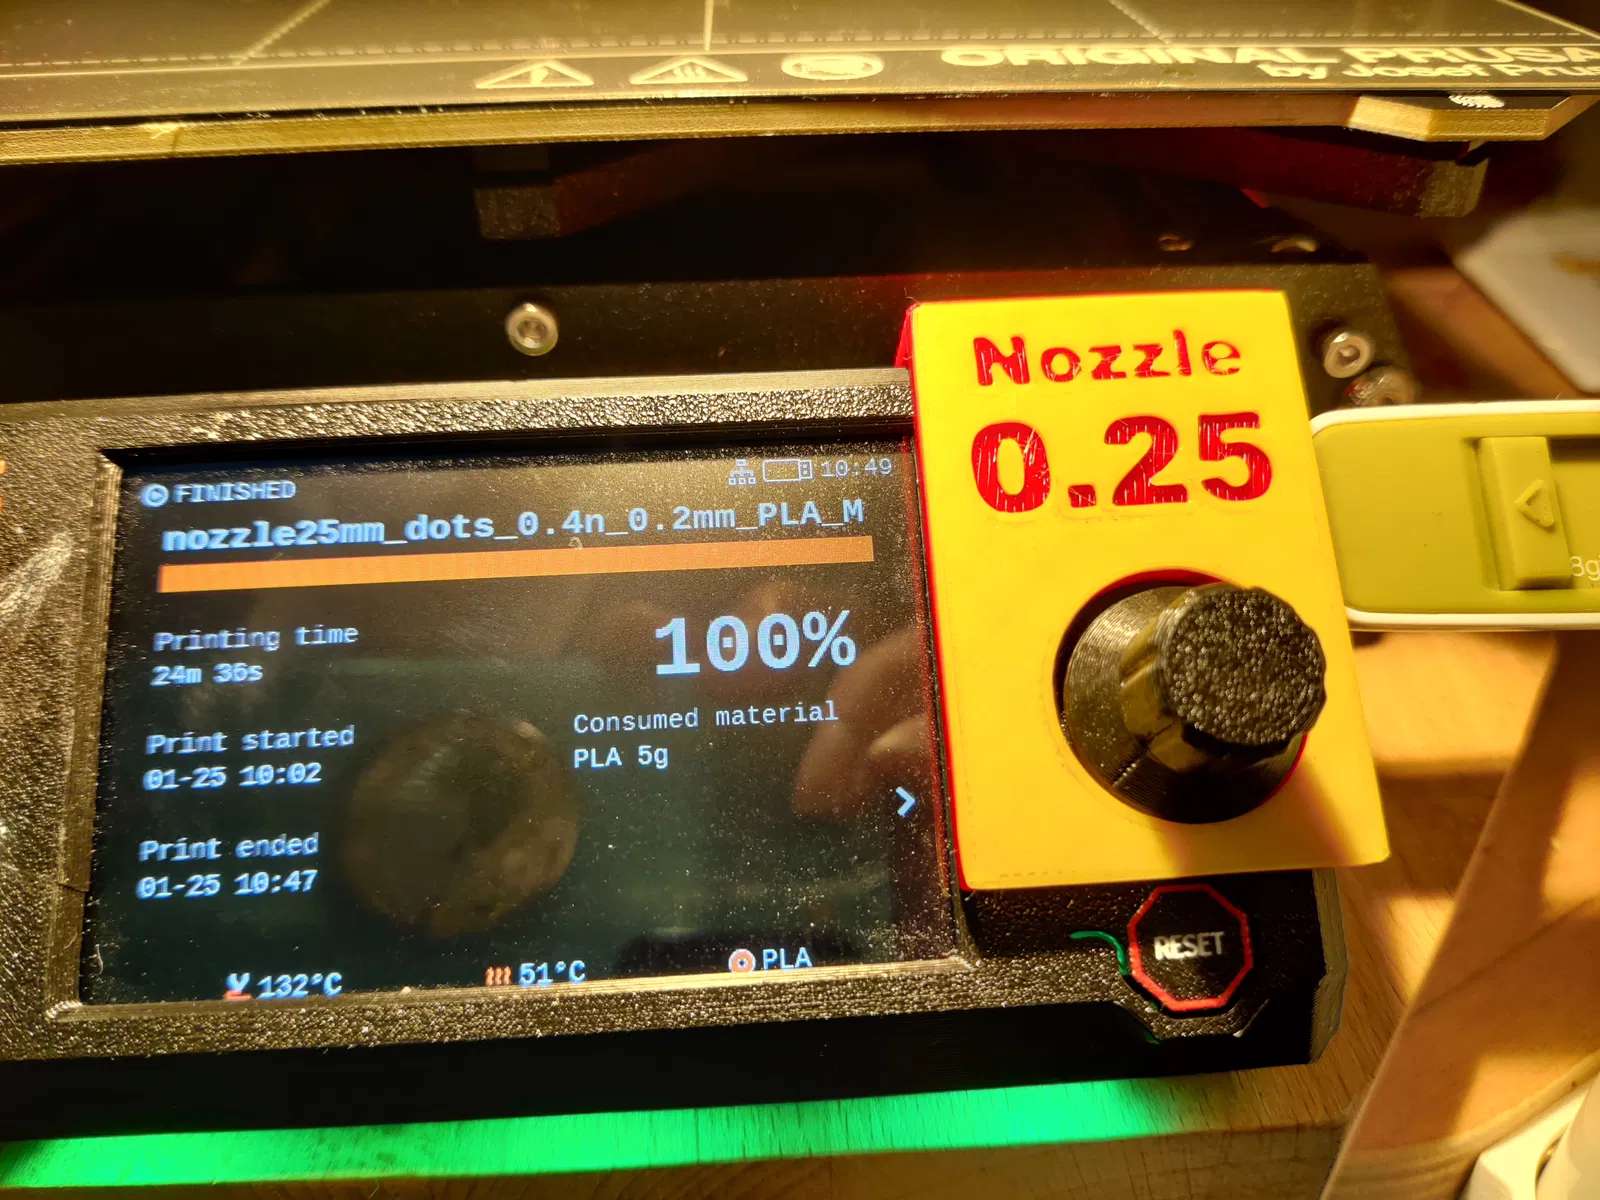 ORIGINAL PRUSA
by Josef Prus
Nozzle
0.25
FINISHED
10:49
nozzle25mm_dots_0.4n_0.2mm_PLA_M
Printing time
24m 36s
100%
Print started
01-25 10:02
Consumed material
PLA 5g
Print ended
01-25 10:47
132°C
51°C
PLA
RESET